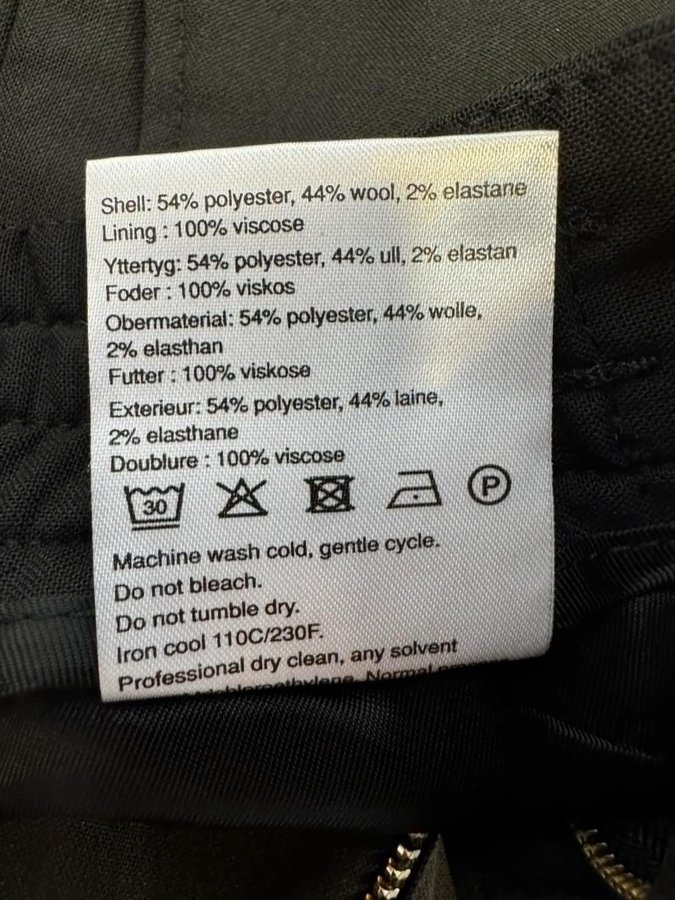 Shell: 54% polyester, 44% wool, 2% elastane
Lining : 100% viscose
Yttertyg: 54% polyester, 44% ull, 2% elastan
Foder : 100% viskos
Obermaterial: 54% polyester, 44% wolle,
2% elasthan
Futter : 100% viskose
Exterieur: 54% polyester, 44% laine,
2% elasthane
Doublure : 100% viscose
30 P
Machine wash cold, gentle cycle.
Do not bleach.
Do not tumble dry.
Iron cool 110C/230F.
Professional dry clean, any solvent
Normal